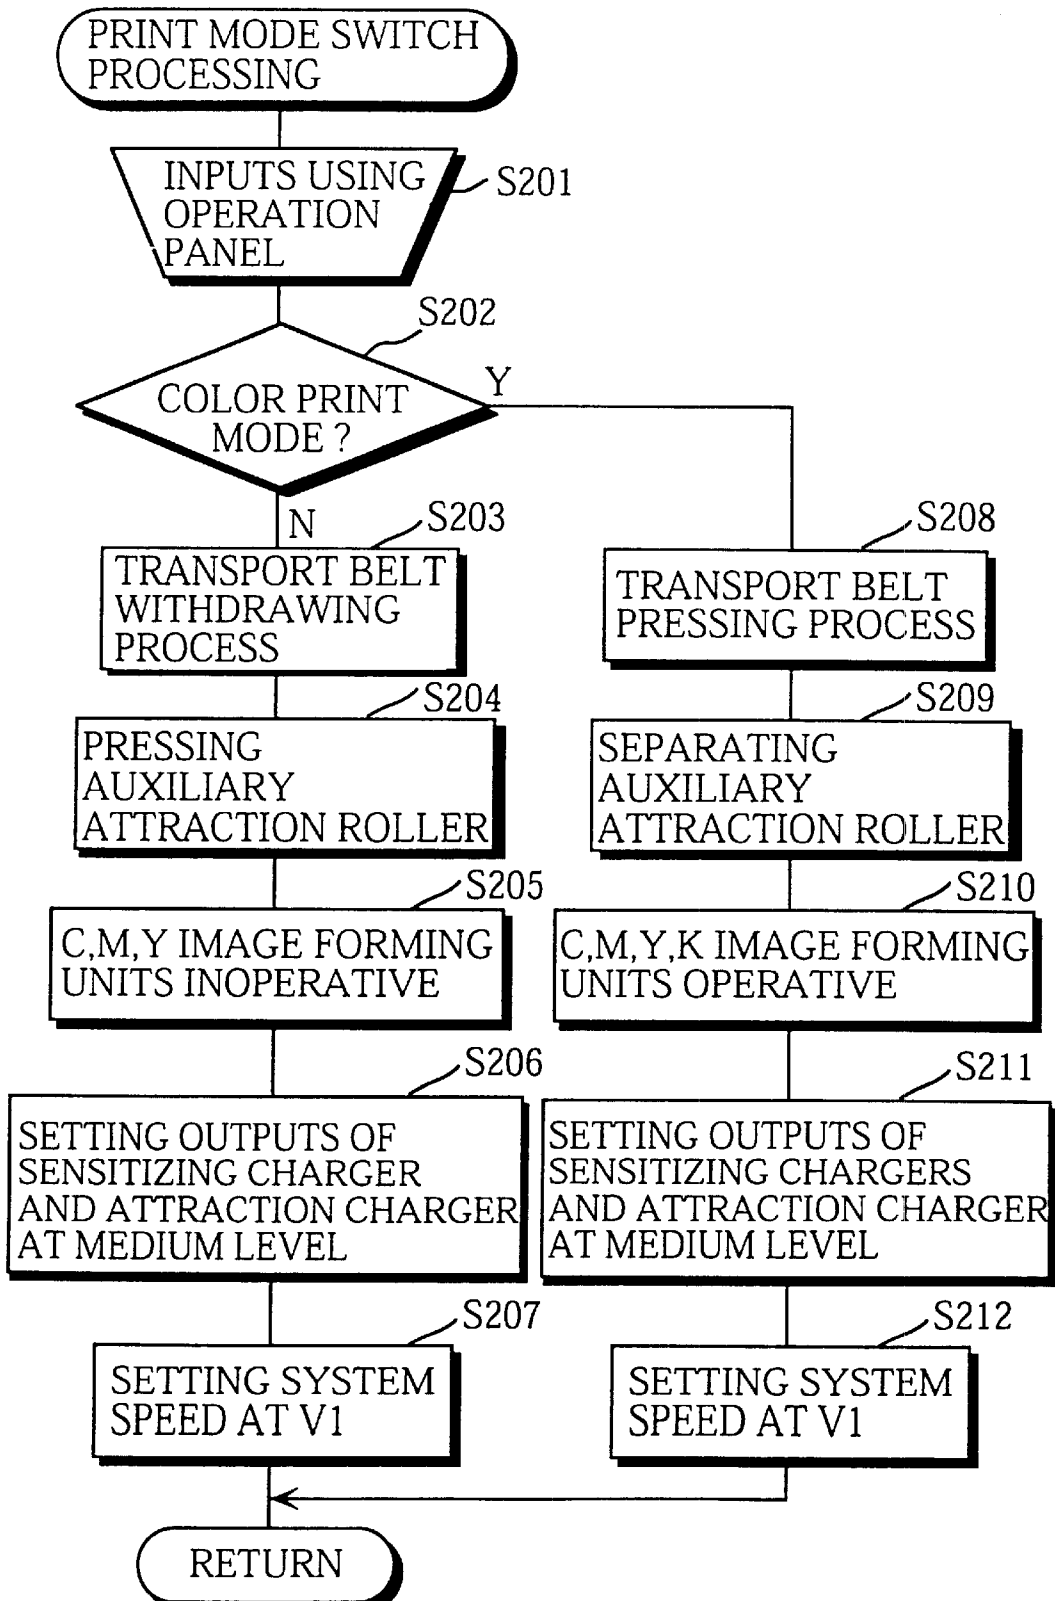 PRINT MODE SWITCH
PROCESSING
INPUTS USING
OPERATION
PANEL
S201
S202
COLOR PRINT
MODE ?
Y
N
S203
TRANSPORT BELT
WITHDRAWING
PROCESS
S204
PRESSING
AUXILIARY
ATTRACTION ROLLER
S205
C,M,Y IMAGE FORMING
UNITS INOPERATIVE
S206
SETTING OUTPUTS OF
SENSITIZING CHARGER
AND ATTRACTION CHARGER
AT MEDIUM LEVEL
S207
SETTING SYSTEM
SPEED AT V1
S208
TRANSPORT BELT
PRESSING PROCESS
S209
SEPARATING
AUXILIARY
ATTRACTION ROLLER
S210
C,M,Y,K IMAGE FORMING
UNITS OPERATIVE
S211
SETTING OUTPUTS OF
SENSITIZING CHARGERS
AND ATTRACTION CHARGER
AT MEDIUM LEVEL
S212
SETTING SYSTEM
SPEED AT V1
RETURN